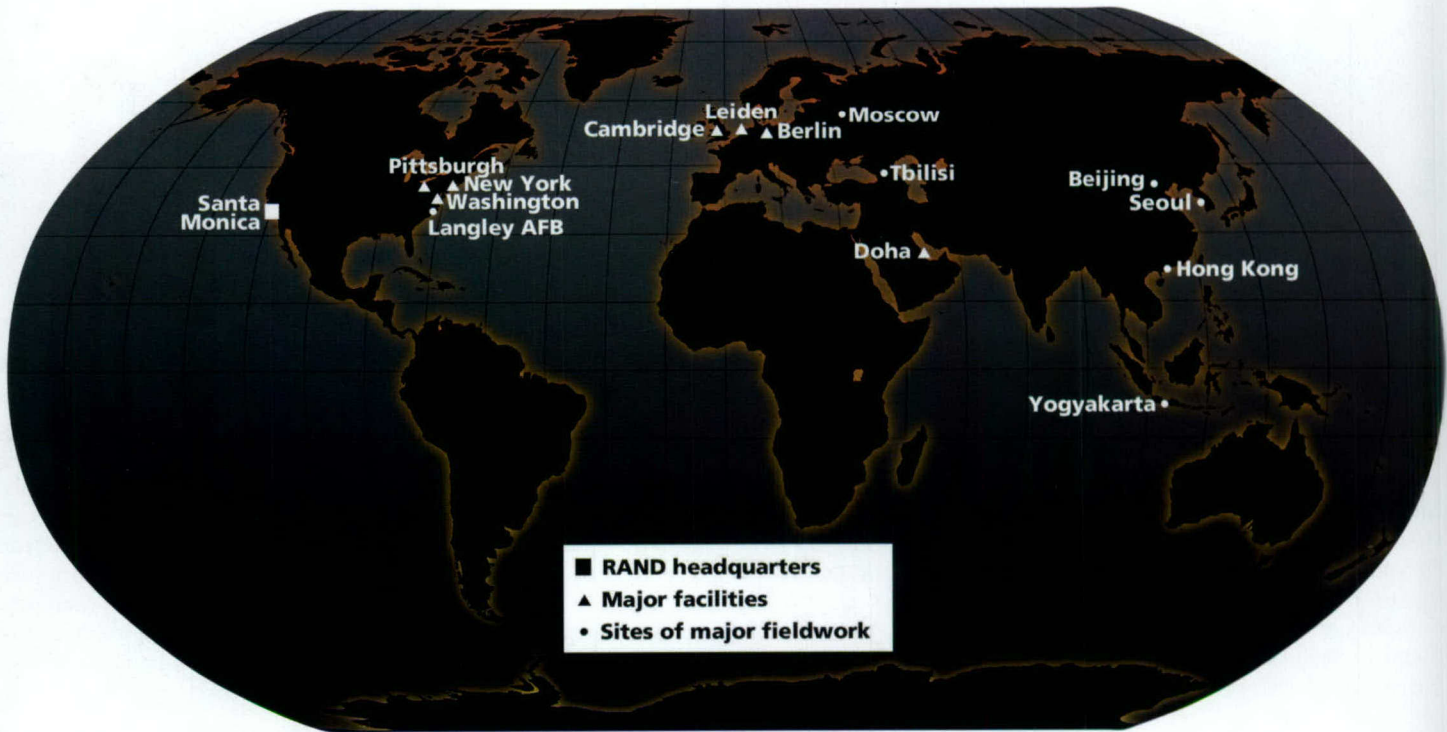 Leiden
Moscow
Cambridge
Berlin
Pittsburgh
Tbilisi
New York
Beijing
Santa
Monica
Washington
Seoul
Langley AFB
Doha
Hong Kong
Yogyakarta
RAND headquarters
Major facilities
Sites of major fieldwork